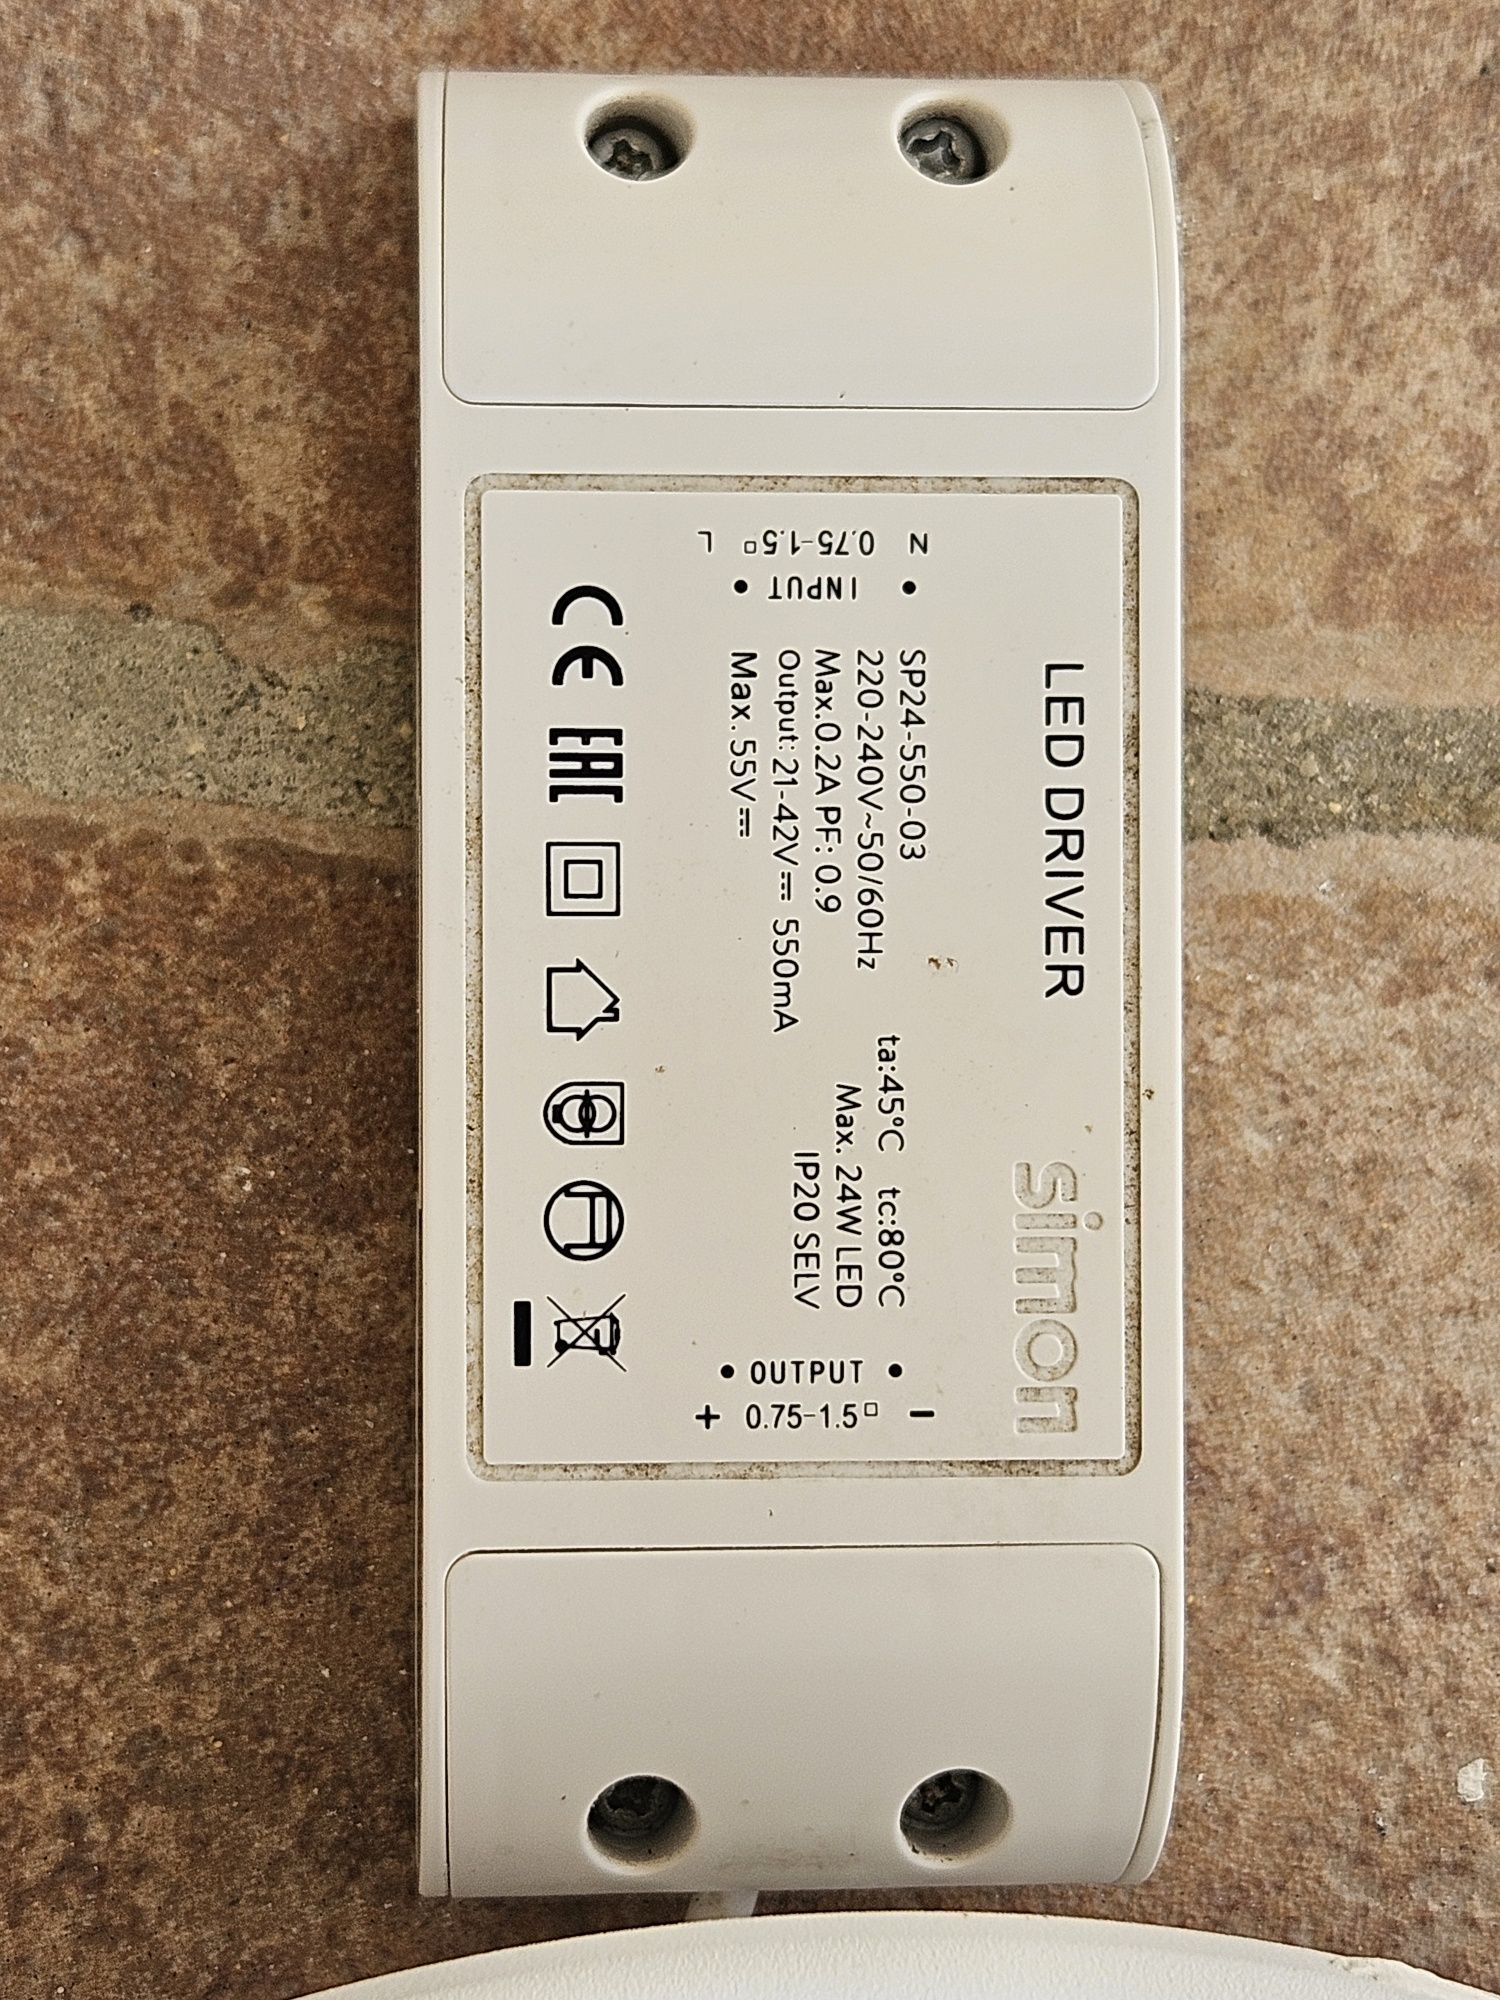 LED DRIVER
simon
SP24-550-03
220-240V~50/60Hz
Max.0.2A PF: 0.9
Output: 21-42V⎓ 550mA
Max. 55V⎓
ta:45°C tc:80°C
Max. 24W LED
IP20 SELV
N
0.75-1.5□
L
INPUT
OUTPUT
-
0.75-1.5□
+
CE EAC